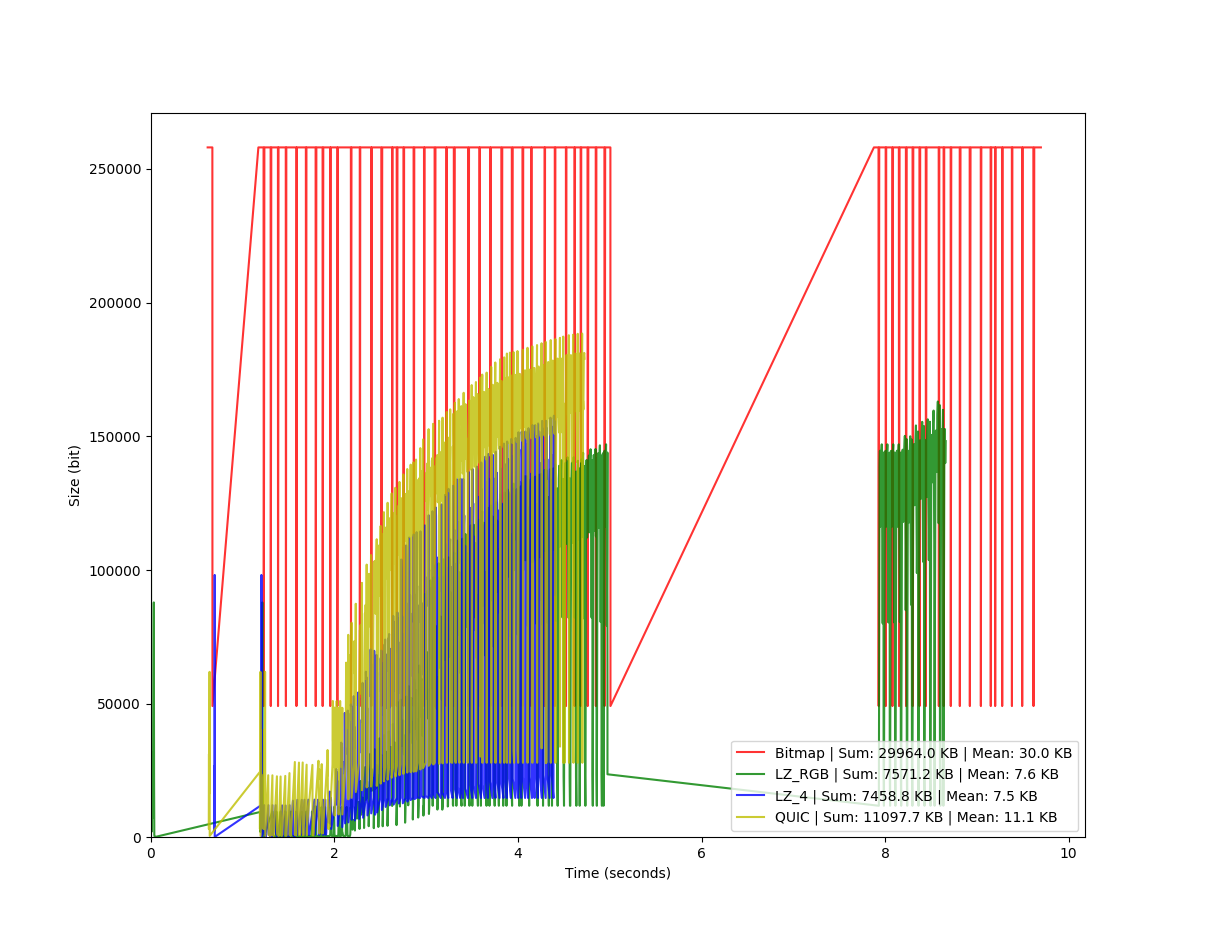 250000
200000
150000
100000
50000
0
Size (bit)
0 2 4 6 8 10
Time (seconds)
Bitmap | Sum: 29964.0 KB | Mean: 30.0 KB
LZ_RGB | Sum: 7571.2 KB | Mean: 7.6 KB
LZ_4 | Sum: 7458.8 KB | Mean: 7.5 KB
QUIC | Sum: 11097.7 KB | Mean: 11.1 KB